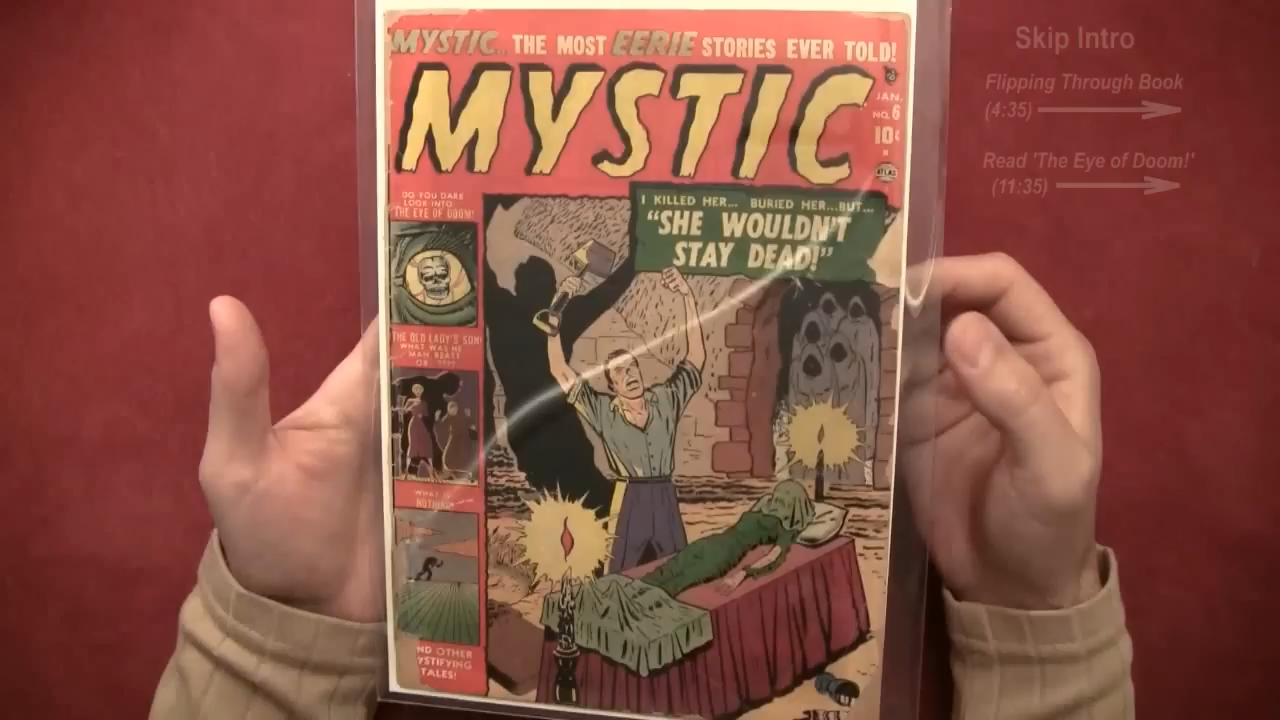 MYSTIC... THE MOST EERIE STORIES EVER TOLD!
MYSTIC
JAN.
NO. 6
10¢
ATLAS
DO YOU DARE
LOOK INTO
THE EYE OF DOOM!
I KILLED HER... BURIED HER...BUT...
"SHE WOULDN'T
STAY DEAD!"
THE OLD LADY'S SON!
WHAT WAS HE
MAN BEAST
OR
WHAT IS
ND OTHER
YSTIFYING
TALES!
Skip Intro
Flipping Through Book
(4:35)
Read 'The Eye of Doom!'
(11:35)